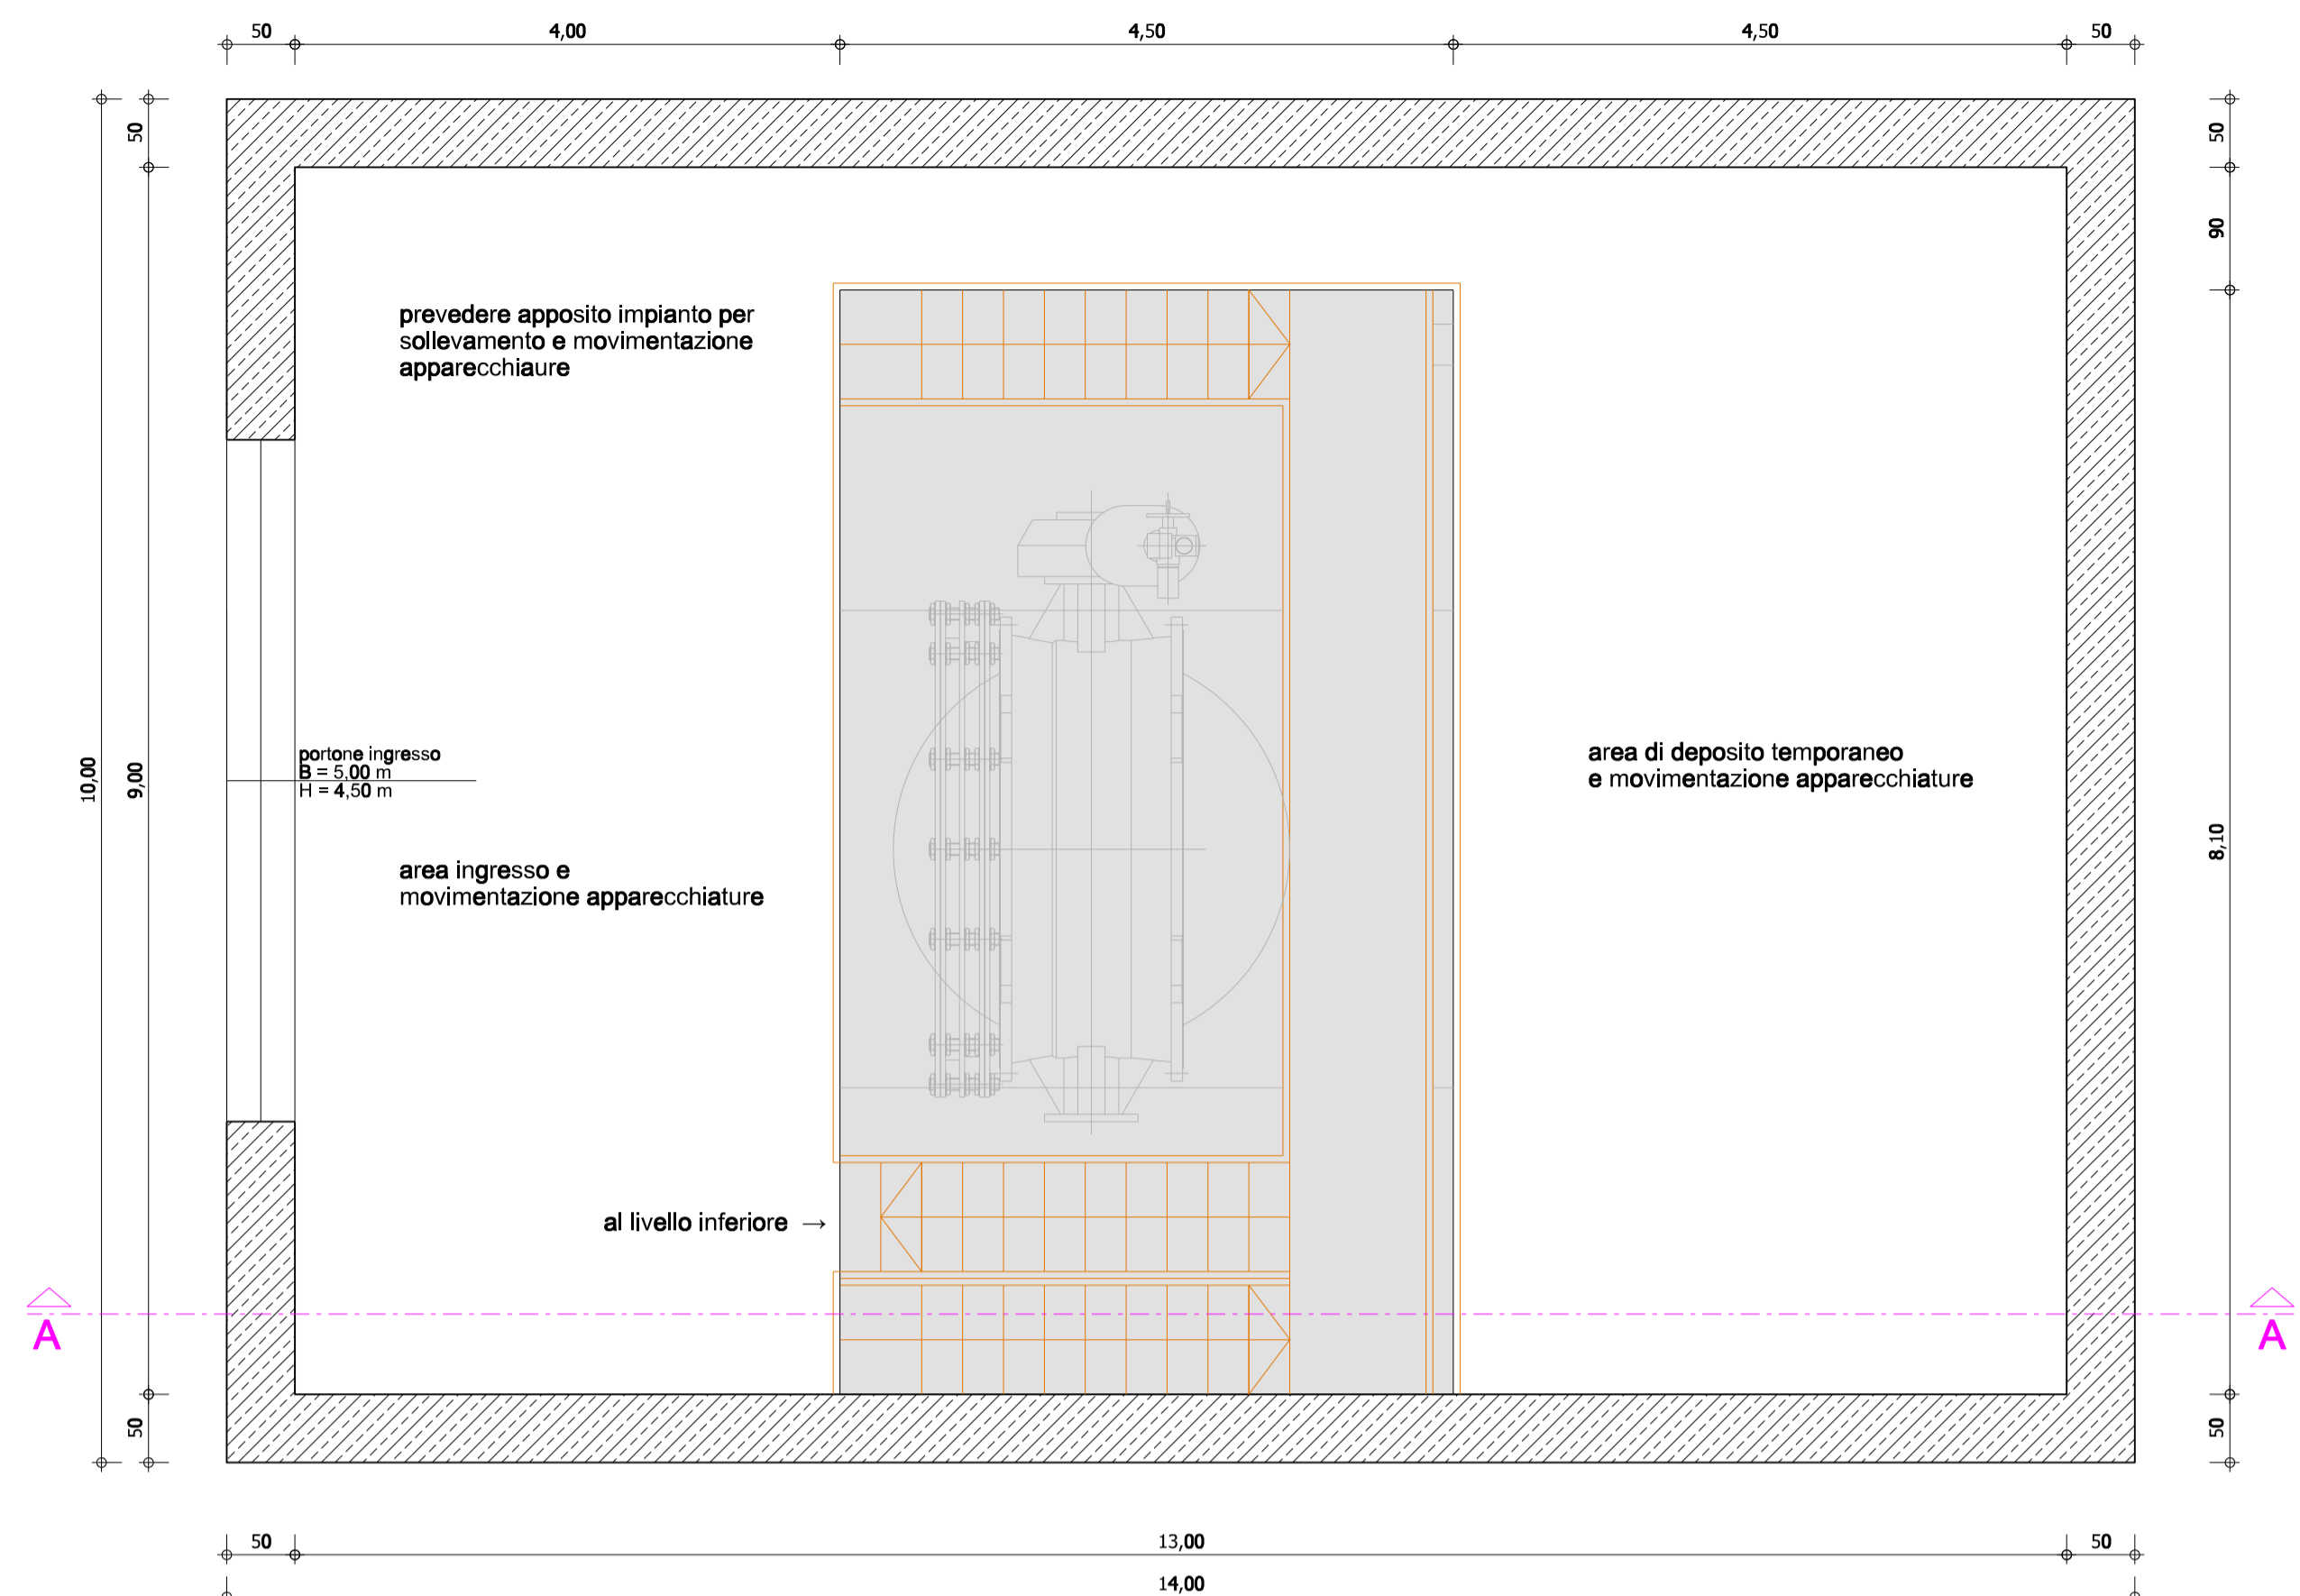 50
4,00
4,50
4,50
50
50
50
90
prevedere apposito impianto per
sollevamento e movimentazione
apparecchiaure
portone ingresso
B = 5,00 m
H = 4,50 m
10,00
9,00
area di deposito temporaneo
e movimentazione apparecchiature
8,10
area ingresso e
movimentazione apparecchiature
al livello inferiore →
A
A
50
50
50
13,00
50
14,00